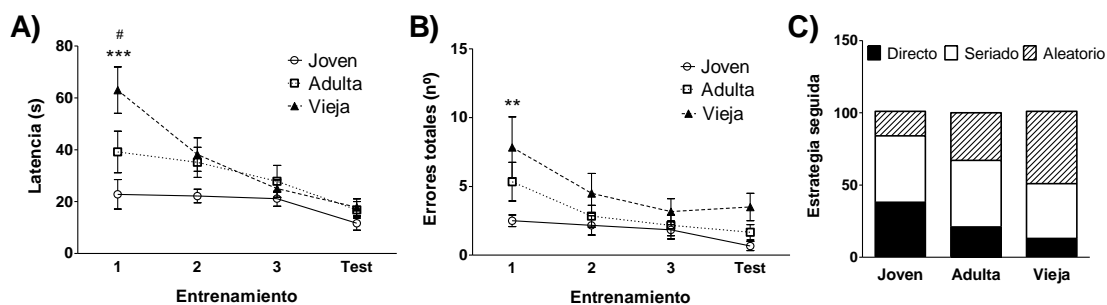 A)
#
***
80
60
40
20
0
Latencia (s)
Joven
Adulta
Vieja
1 2 3 Test
Entrenamiento
B)
**
15
10
5
0
Errores totales (nº)
Joven
Adulta
Vieja
1 2 3 Test
Entrenamiento
C)
150
100
50
0
Estrategia seguida
Directo Seriado Aleatorio
Joven Adulta Vieja